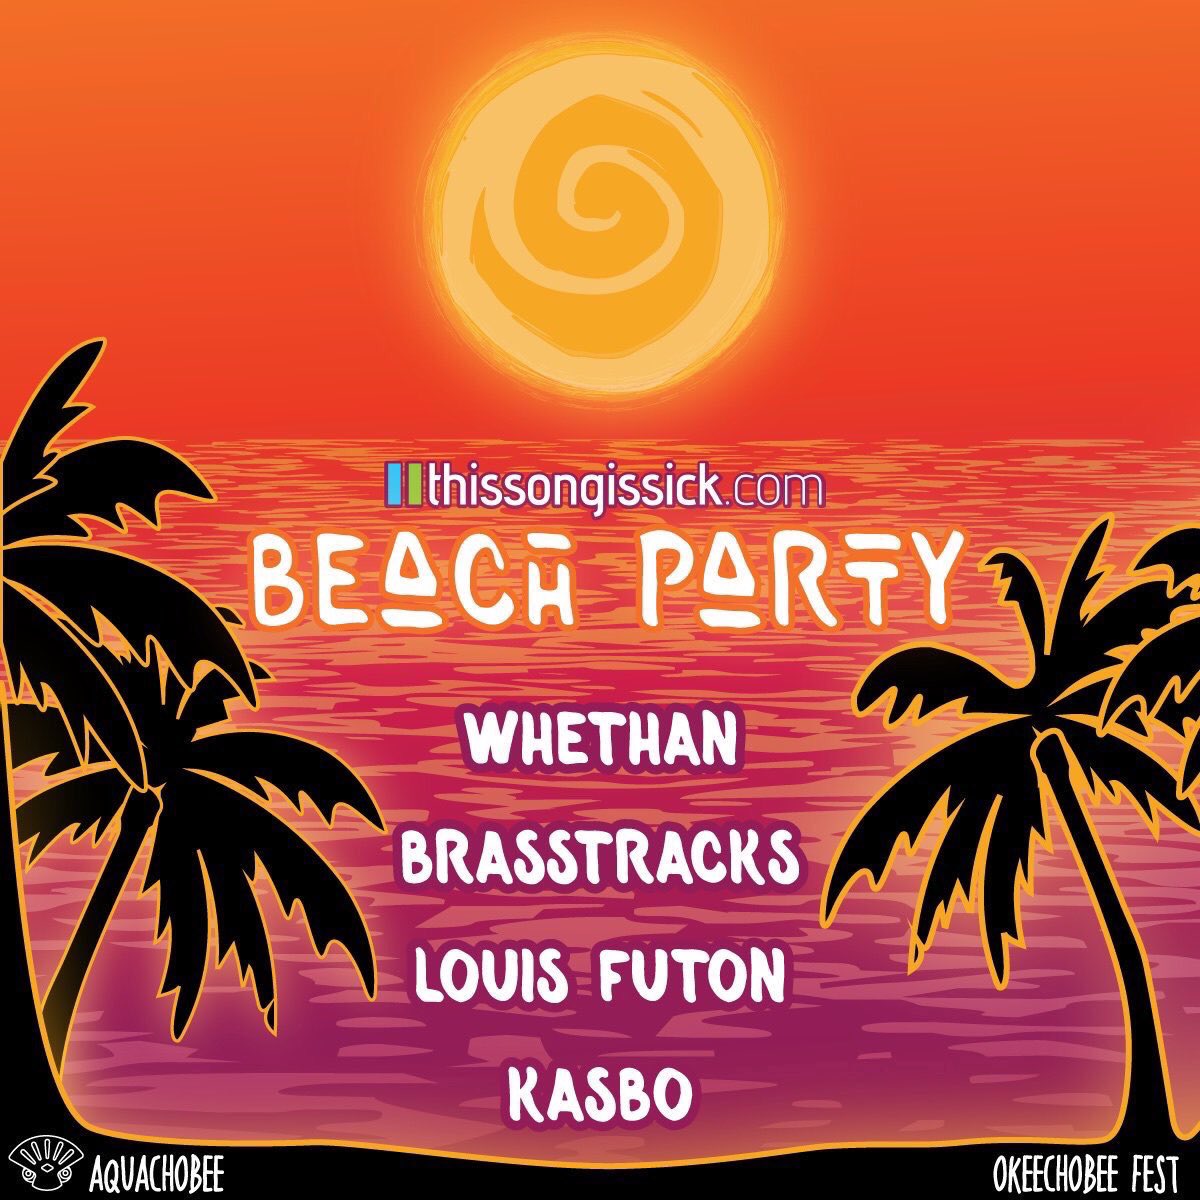 thissongissick.com
BEACH PARTY
WHETHAN
BRASSTRACKS
LOUIS FUTON
KASBO
AQUACHOBEE
OKEECHOBEE FEST